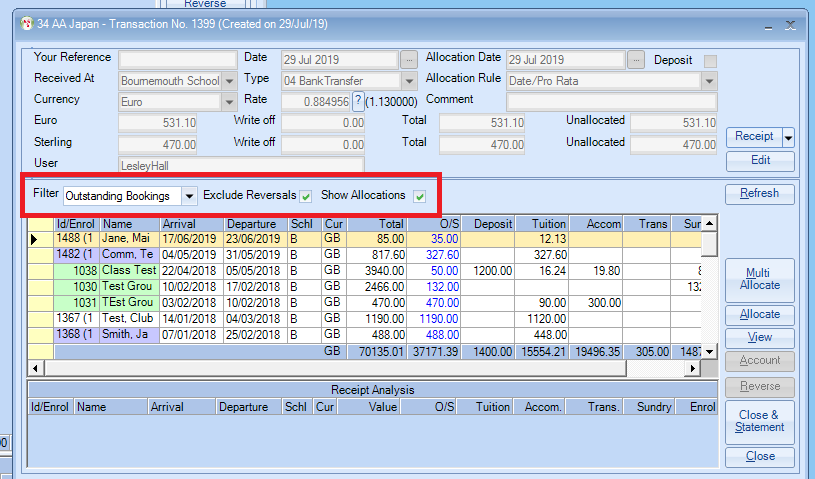 Reverse
34 AA Japan - Transaction No. 1399 (Created on 29/Jul/19)
Your Reference Date 29 Jul 2019 ... Allocation Date 29 Jul 2019 ... Deposit
Received At Bournemouth School Type 04 BankTransfer Allocation Rule Date/Pro Rata
Currency Euro Rate 0.884956 ? (1.130000) Comment
Euro 531.10 Write off 0.00 Total 531.10 Unallocated 531.10
Sterling 470.00 Write off 0.00 Total 470.00 Unallocated 470.00
User LesleyHall
Receipt
Edit
Filter Outstanding Bookings Exclude Reversals Show Allocations
Refresh
Id/Enrol Name Arrival Departure Schl Cur Total O/S Deposit Tuition Accom Trans Sur
1488 (1 Jane, Mai 17/06/2019 23/06/2019 B GB 85.00 35.00 12.13
1482 (1 Comm, Te 04/05/2019 31/05/2019 B GB 817.60 327.60 327.60
1038 Class Test 22/04/2018 05/05/2018 B GB 3940.00 50.00 1200.00 16.24 19.80 8
1030 Test Grou 10/02/2018 17/02/2018 B GB 2466.00 132.00 132
1031 TEst Grou 03/02/2018 10/02/2018 B GB 470.00 470.00 90.00 300.00
1367 (1 Test, Club 14/01/2018 04/03/2018 B GB 1190.00 1190.00 1120.00
1368 (1 Smith, Ja 07/01/2018 25/02/2018 B GB 488.00 488.00 448.00
GB 70135.01 37171.39 1400.00 15554.21 19496.35 305.00 1487
Multi
Allocate
Allocate
View
Account
Reverse
Close &
Statement
Close
Receipt Analysis
Id/Enrol Name Arrival Departure Schl Cur Value O/S Tuition Accom. Trans. Sundry Enrol
00